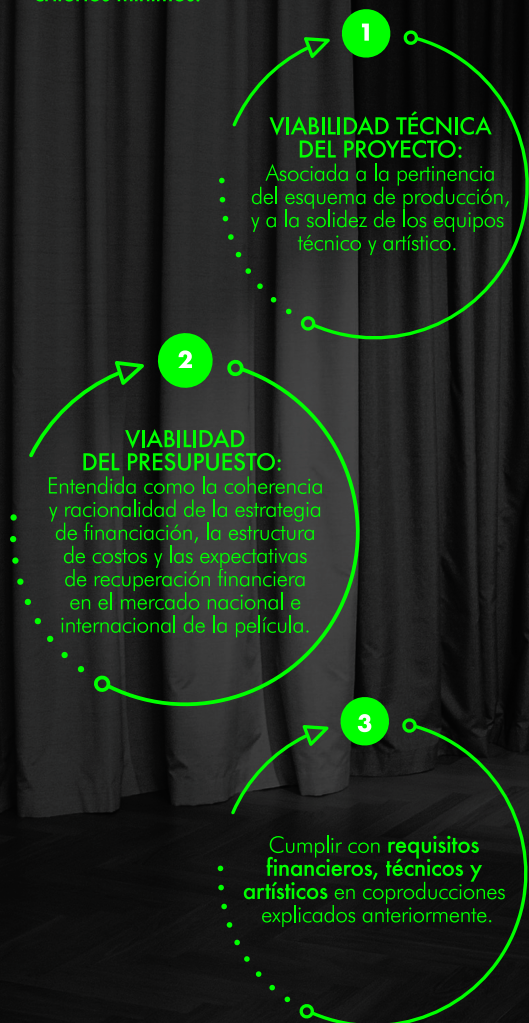 1
VIABILIDAD TÉCNICA
DEL PROYECTO:
Asociada a la pertinencia
del esquema de producción,
y a la solidez de los equipos
técnico y artístico.
2
VIABILIDAD
DEL PRESUPUESTO:
Entendida como la coherencia
y racionalidad de la estrategia
de financiación, la estructura
de costos y las expectativas
de recuperación financiera
en el mercado nacional e
internacional de la película.
3
Cumplir con requisitos
financieros, técnicos y
artísticos en coproducciones
explicados anteriormente.